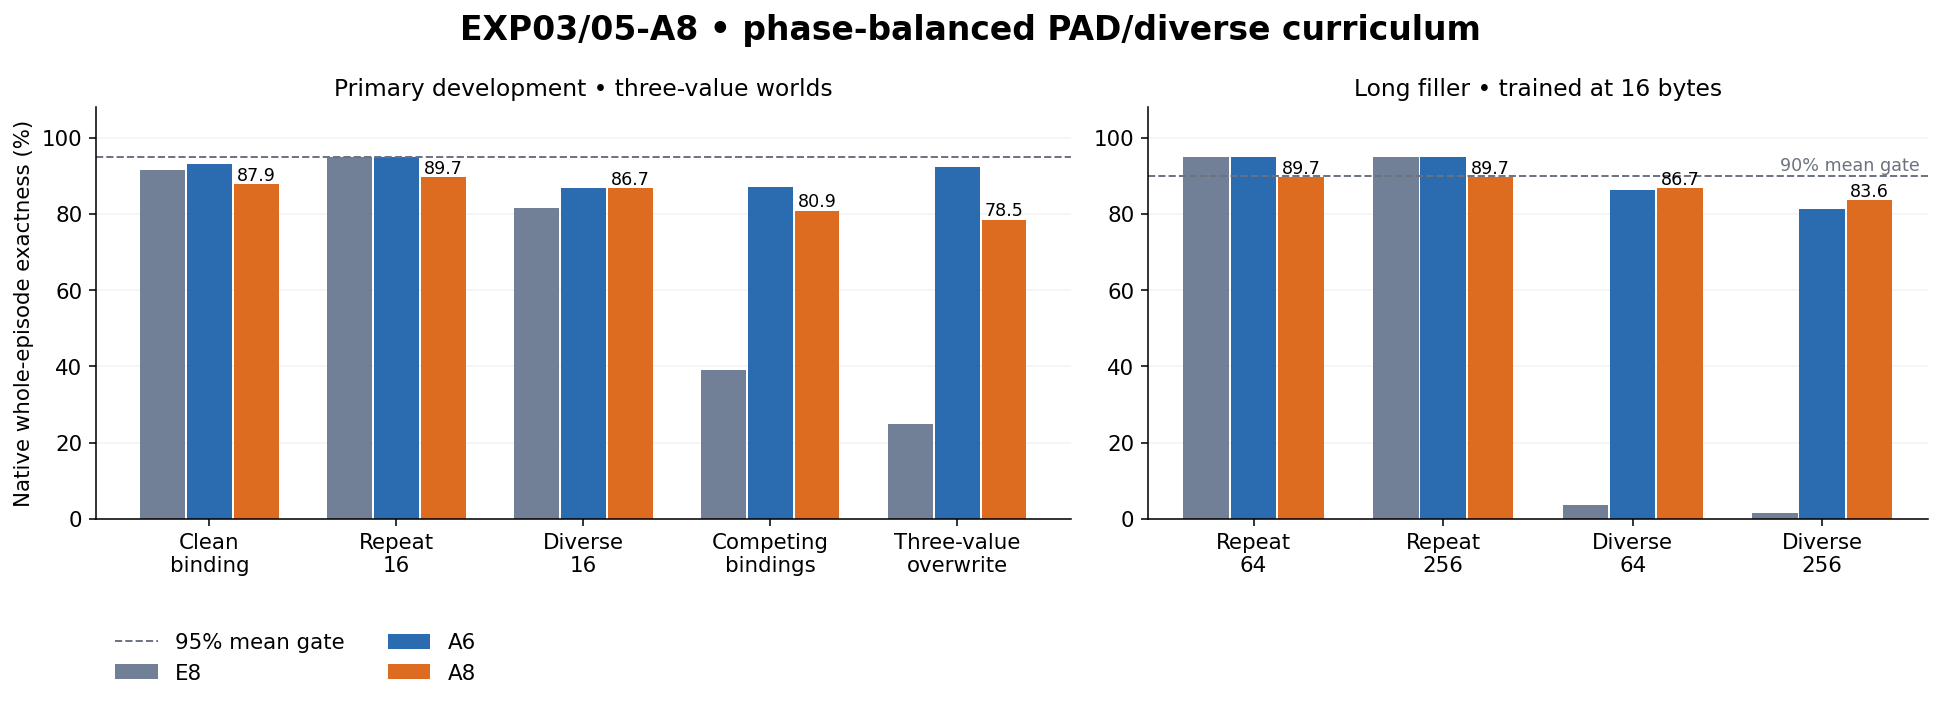 EXP03/05-A8 • phase-balanced PAD/diverse curriculum
Primary development • three-value worlds
Native whole-episode exactness (%)
100
80
60
40
20
0
87.9
89.7
86.7
80.9
78.5
Clean
binding
Repeat
16
Diverse
16
Competing
bindings
Three-value
overwrite
Long filler • trained at 16 bytes
100
80
60
40
20
0
90% mean gate
89.7
89.7
86.7
83.6
Repeat
64
Repeat
256
Diverse
64
Diverse
256
95% mean gate
E8
A6
A8